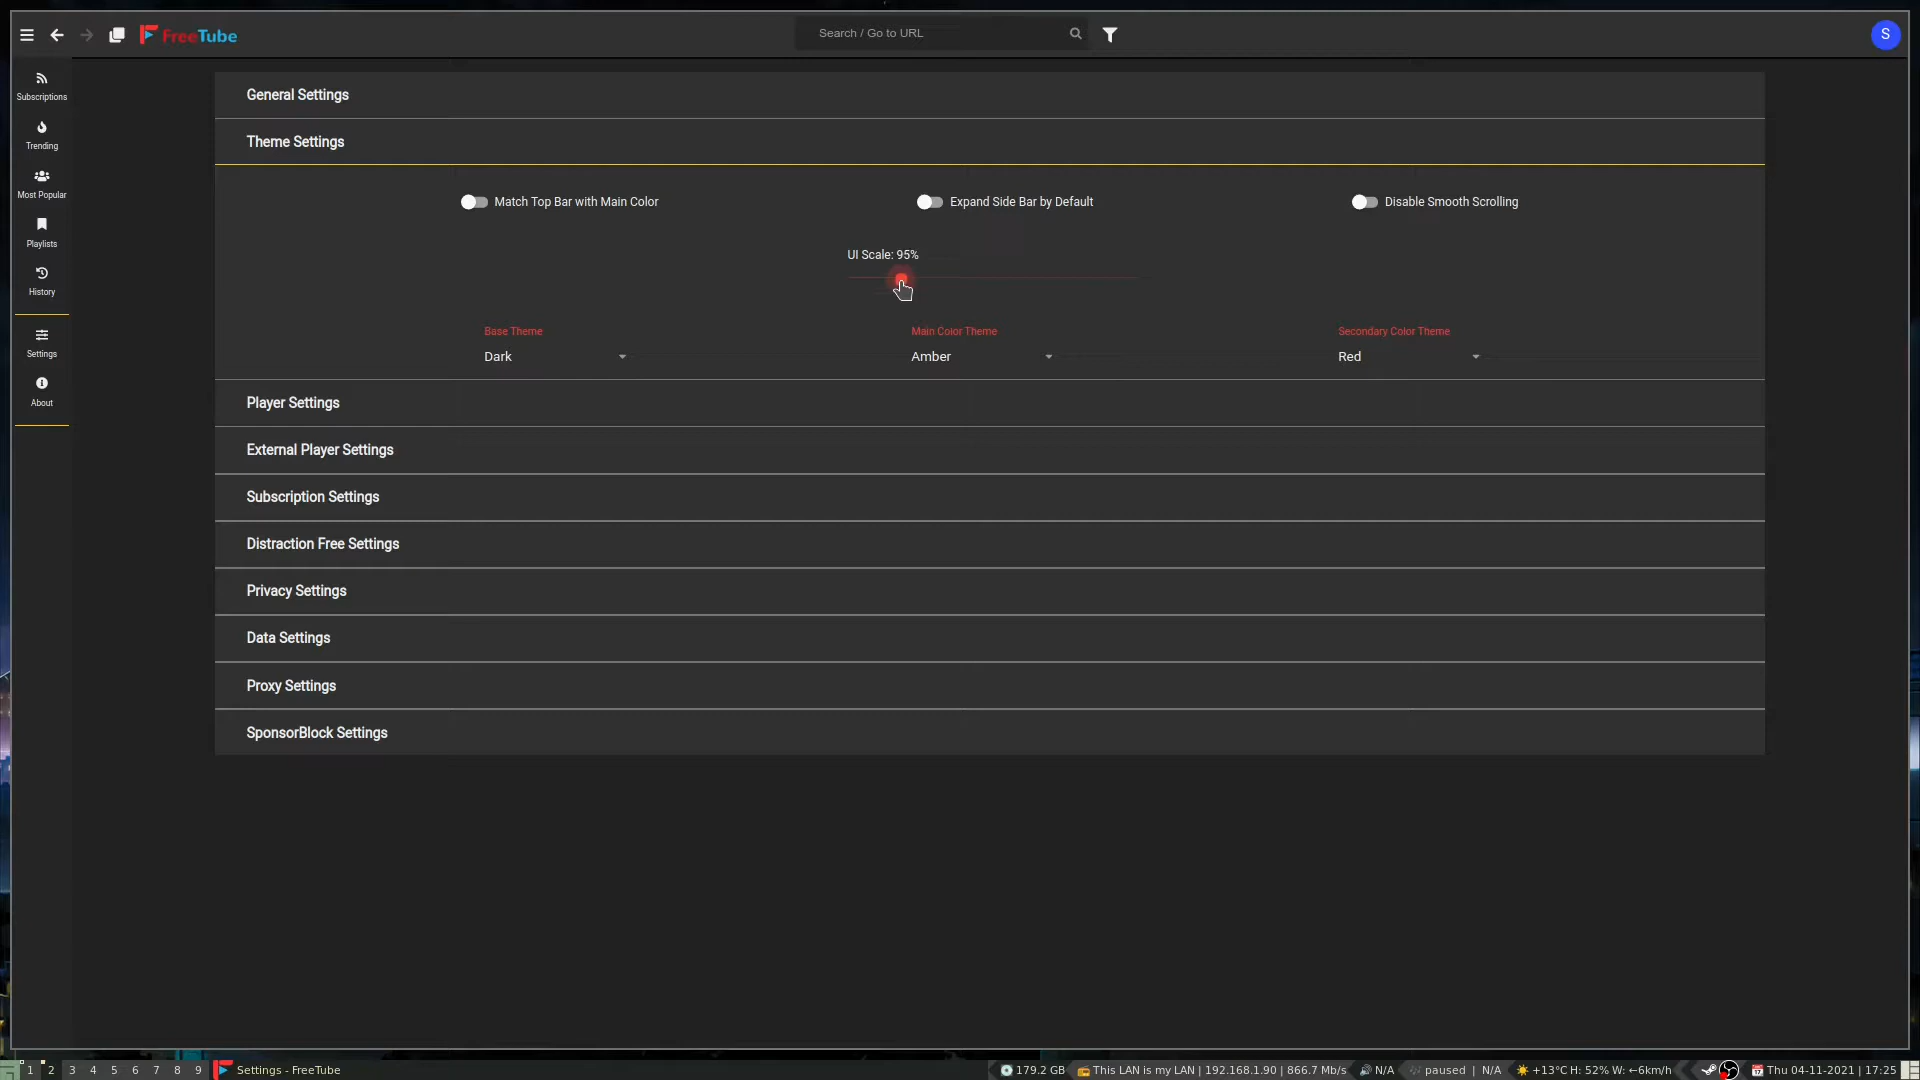 FreeTube
Search / Go to URL
S
Subscriptions
Trending
Most Popular
Playlists
History
Settings
About
General Settings
Theme Settings
Match Top Bar with Main Color
Expand Side Bar by Default
Disable Smooth Scrolling
UI Scale: 95%
Base Theme
Main Color Theme
Secondary Color Theme
Dark
Amber
Red
Player Settings
External Player Settings
Subscription Settings
Distraction Free Settings
Privacy Settings
Data Settings
Proxy Settings
SponsorBlock Settings
1 2 3 4 5 6 7 8 9 Settings - FreeTube 179.2 GB This LAN is my LAN | 192.168.1.90 | 866.7 Mb/s N/A paused | N/A +13°C H: 52% W: ←6km/h Thu 04-11-2021 | 17:25